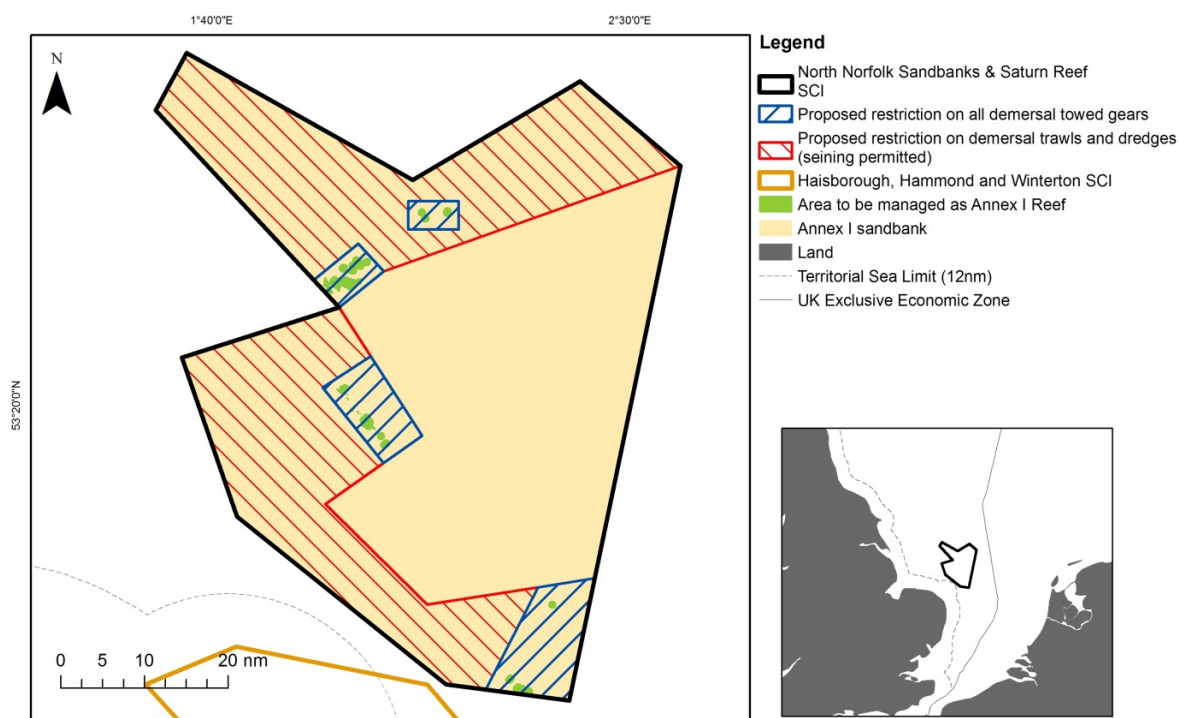 1°40'0"E
2°30'0"E
N
53°20'0"N
0 5 10 20 nm
Legend
North Norfolk Sandbanks & Saturn Reef
SCI
Proposed restriction on all demersal towed gears
Proposed restriction on demersal trawls and dredges
(seining permitted)
Haisborough, Hammond and Winterton SCI
Area to be managed as Annex I Reef
Annex I sandbank
Land
Territorial Sea Limit (12nm)
UK Exclusive Economic Zone